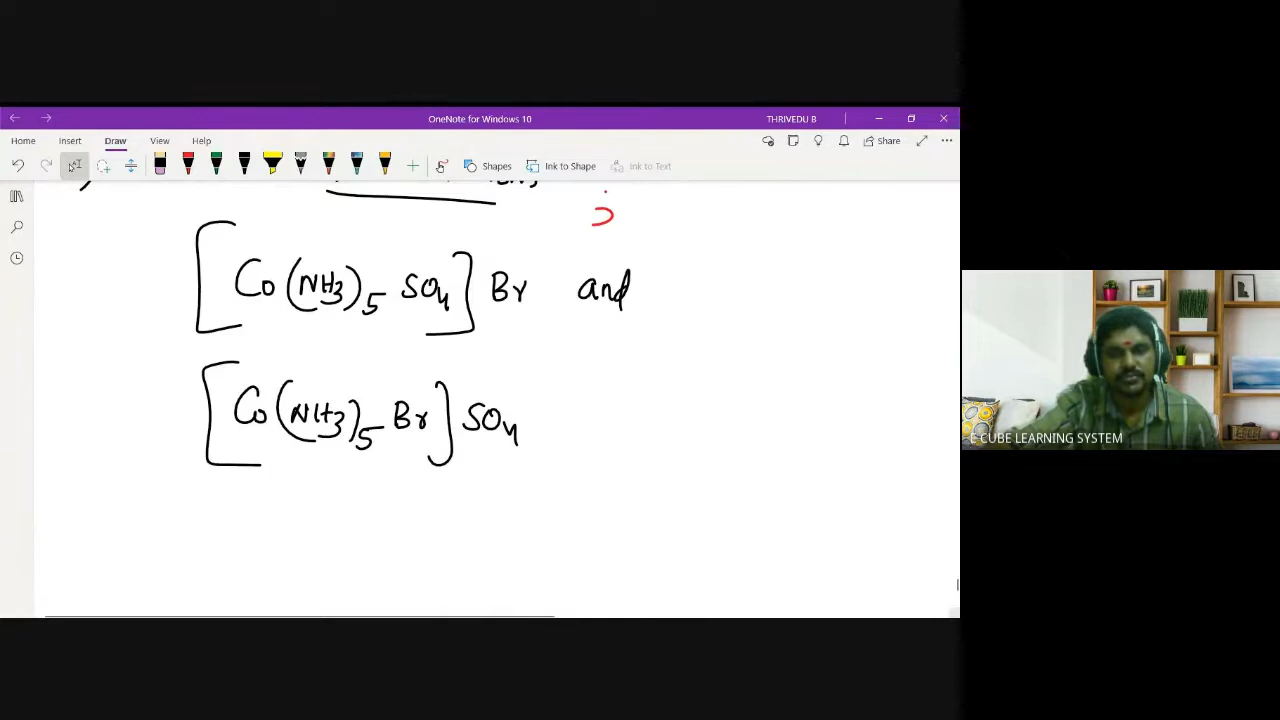 OneNote for Windows 10
THRIVEDU B
Home Insert Draw View Help
Share
Shapes Ink to Shape Ink to Text
[Co(NH3)5 SO4] Br and
[Co(NH3)5 Br] SO4
E CUBE LEARNING SYSTEM